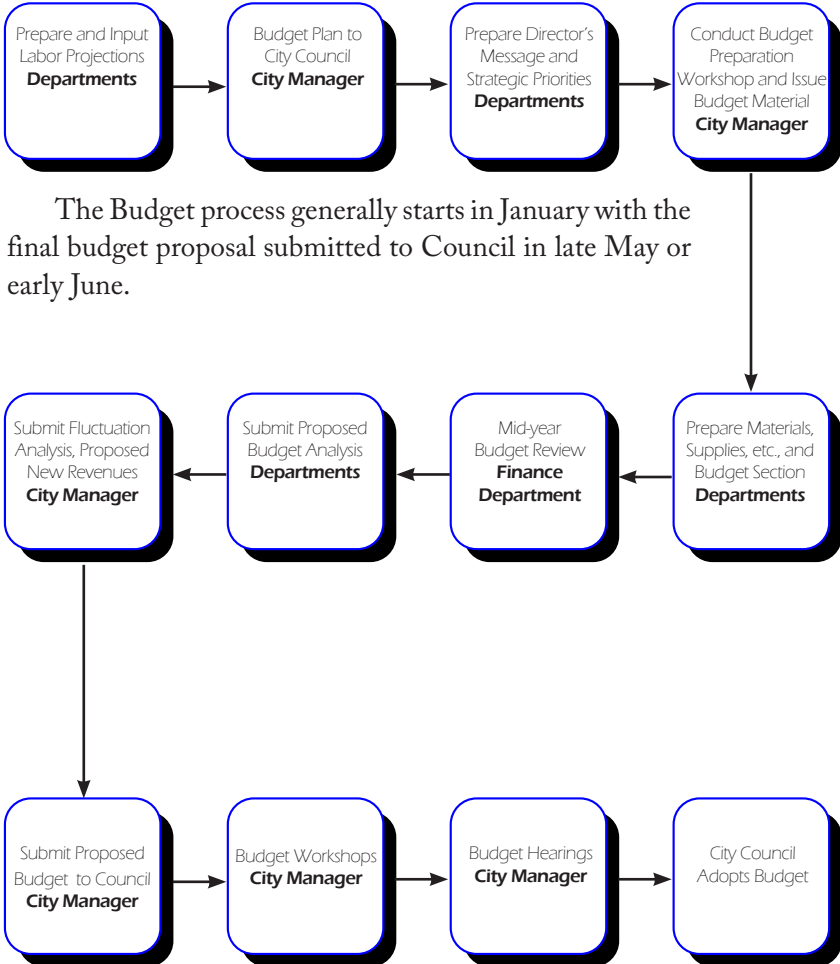 Prepare and Input
Labor Projections
Departments
Budget Plan to
City Council
City Manager
Prepare Director's
Message and
Strategic Priorities
Departments
Conduct Budget
Preparation
Workshop and Issue
Budget Material
City Manager
The Budget process generally starts in January with the
final budget proposal submitted to Council in late May or
early June.
Prepare Materials,
Supplies, etc., and
Budget Section
Departments
Mid-year
Budget Review
Finance
Department
Submit Proposed
Budget Analysis
Departments
Submit Fluctuation
Analysis, Proposed
New Revenues
City Manager
Submit Proposed
Budget to Council
City Manager
Budget Workshops
City Manager
Budget Hearings
City Manager
City Council
Adopts Budget